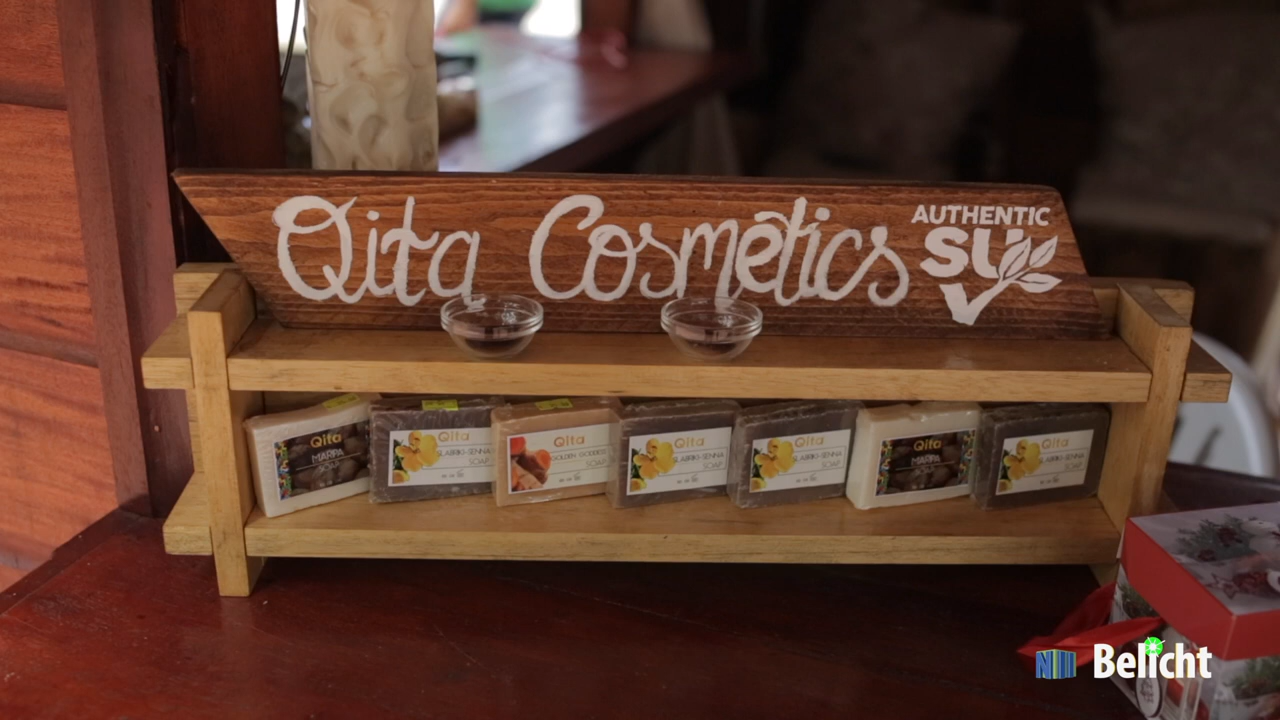 Qita Cosmetics
AUTHENTIC
SU
Qita
MARIPA
SOAP
Qita
SLABRIKI-SENNA
SOAP
Qita
GOLDEN GODDESS
SOAP
Qita
SLABRIKI-SENNA
SOAP
Qita
SLABRIKI-SENNA
SOAP
Qita
MARIPA
SOAP
Qita
SLABRIKI-SENNA
SOAP
Belicht